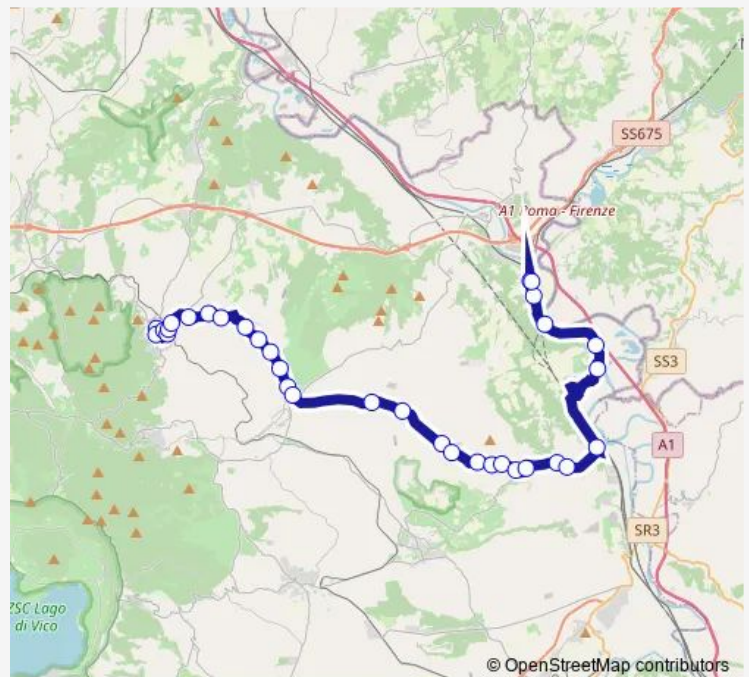 SS675
A1 Roma - Firenze
SS3
A1
SR3
ZSC Lago
di Vico
© OpenStreetMap contributors